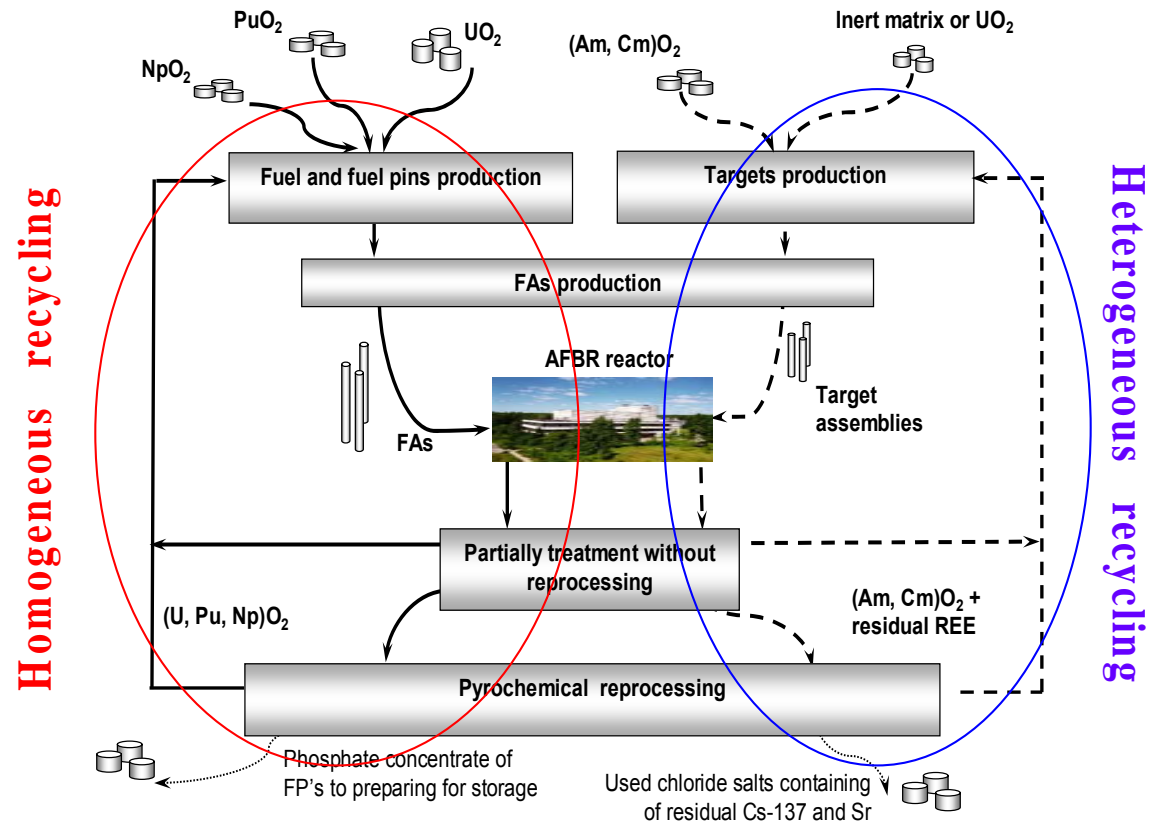 PuO2
UO2
NpO2
Inert matrix or UO2
(Am, Cm)O2
Fuel and fuel pins production
Targets production
FAs production
AFBR reactor
FAs
Target
assemblies
Partially treatment without
reprocessing
(U, Pu, Np)O2
(Am, Cm)O2 +
residual REE
Pyrochemical reprocessing
Phosphate concentrate of
FP's to preparing for storage
Used chloride salts containing
of residual Cs-137 and Sr
Homogeneous recycling
Heterogeneous recycling